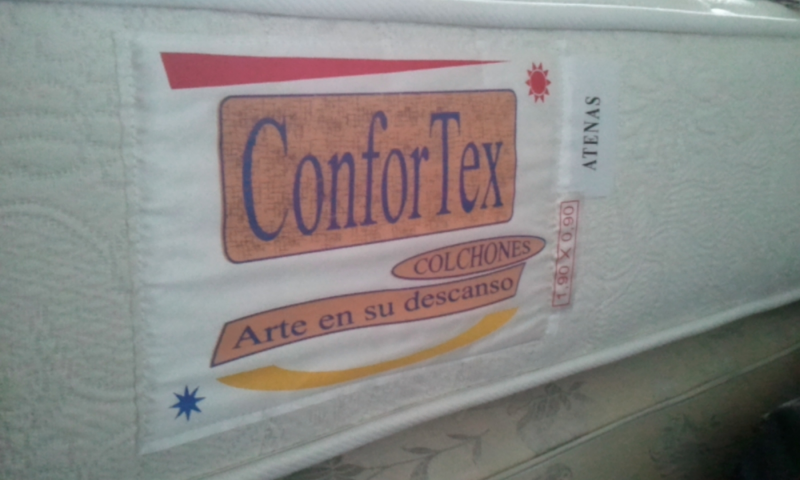 ConforTex
COLCHONES
Arte en su descanso
ATENAS
1.90 X 0.90